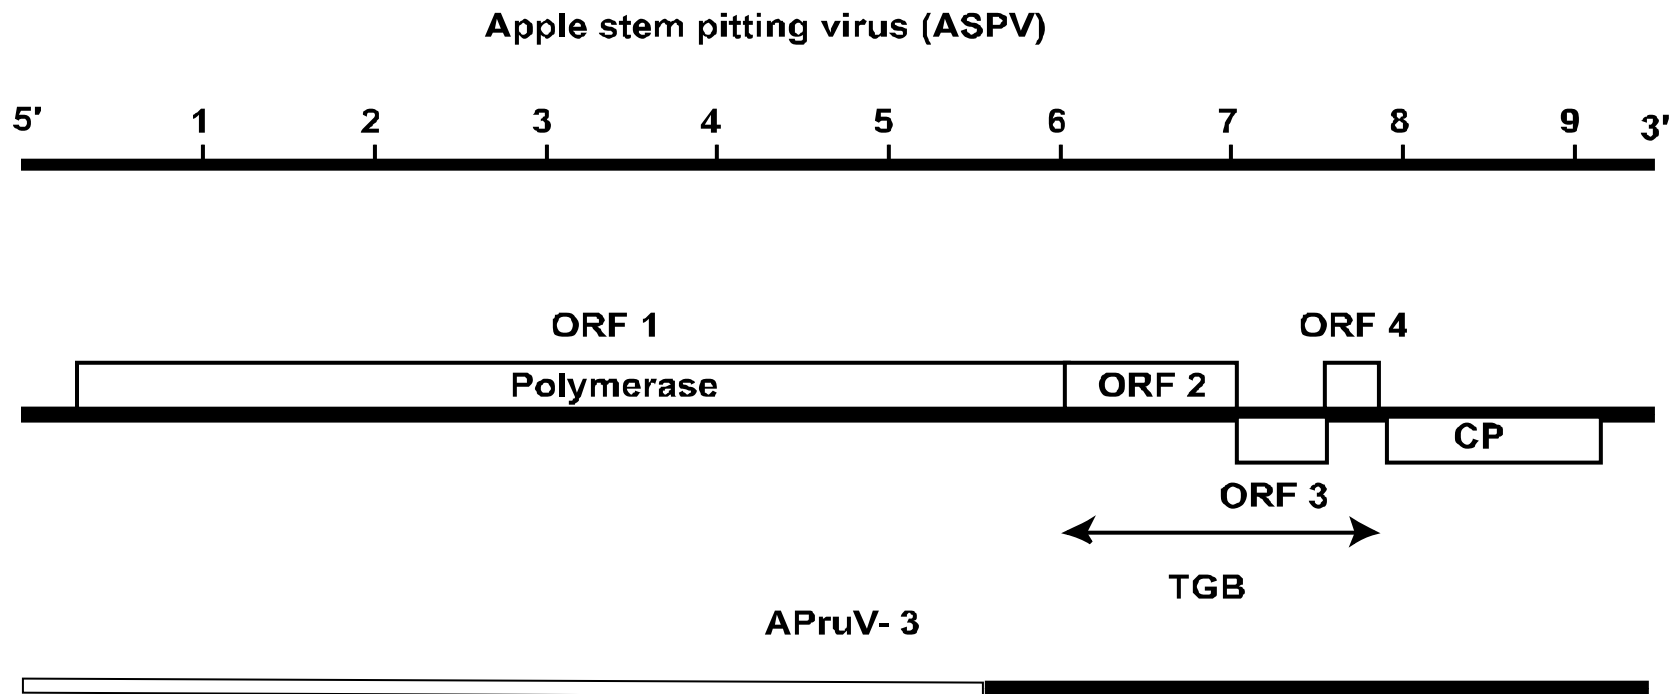 Apple stem pitting virus (ASPV)
5' 1 2 3 4 5 6 7 8 9 3'
ORF 1 ORF 4
Polymerase ORF 2
CP
ORF 3
TGB
APruV- 3